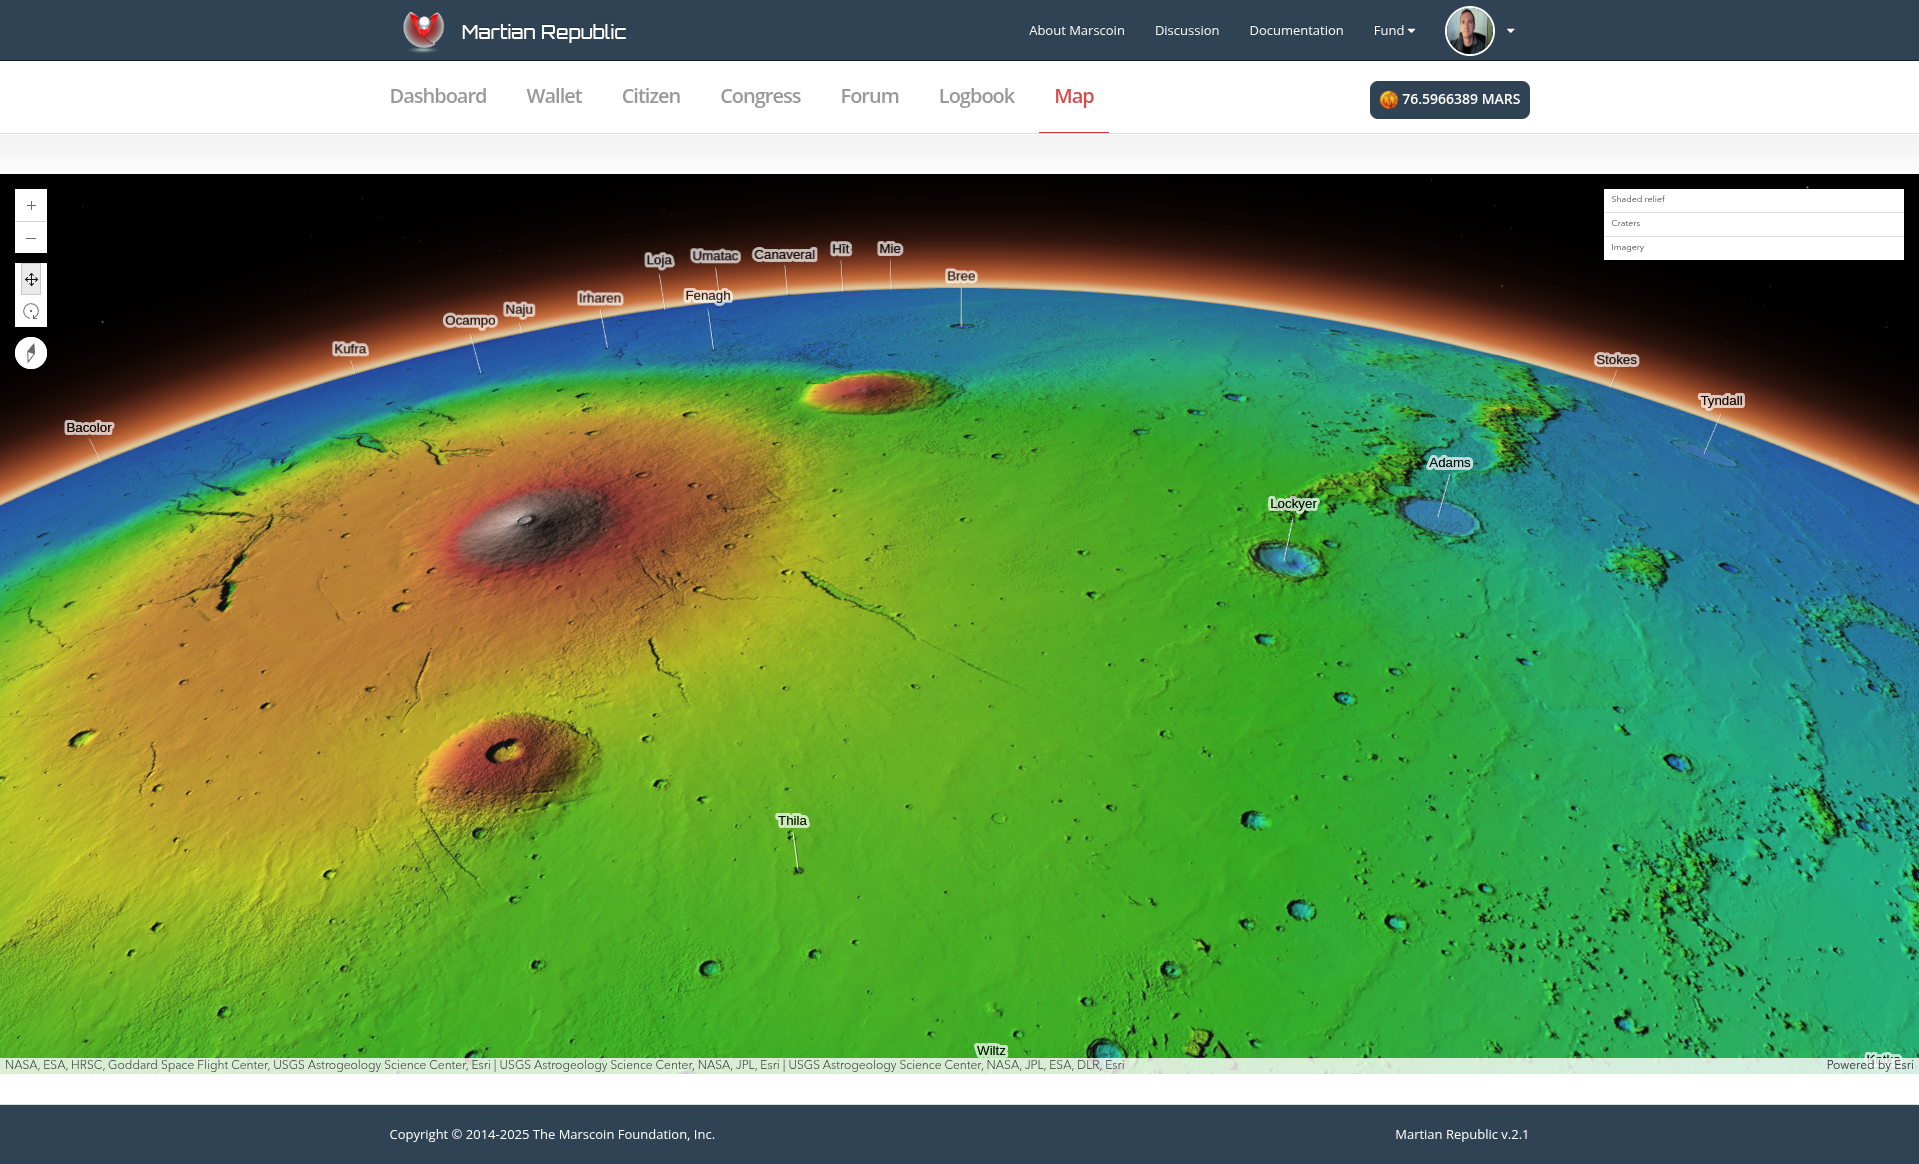 Martian Republic
About Marscoin Discussion Documentation Fund
Dashboard Wallet Citizen Congress Forum Logbook Map
76.5966389 MARS
Shaded relief
Craters
Imagery
Loja
Umatac
Canaveral
Hīt
Mie
Bree
Fenagh
Irharen
Naju
Ocampo
Kufra
Bacolor
Stokes
Tyndall
Adams
Lockyer
Thila
Wiltz
NASA, ESA, HRSC, Goddard Space Flight Center, USGS Astrogeology Science Center, Esri | USGS Astrogeology Science Center, NASA, JPL, Esri | USGS Astrogeology Science Center, NASA, JPL, ESA, DLR, Esri
Powered by Esri
Copyright © 2014-2025 The Marscoin Foundation, Inc.
Martian Republic v.2.1